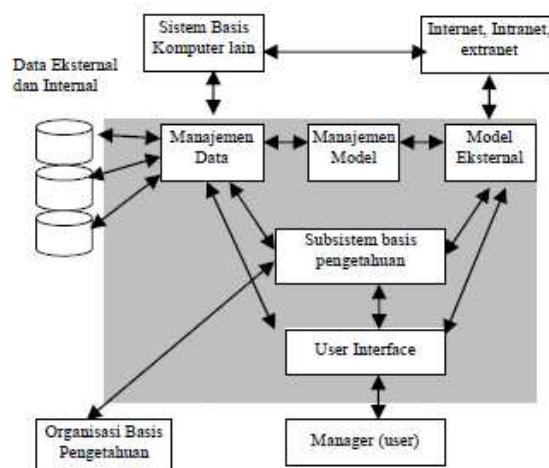 Sistem Basis
Komputer lain
Internet, Intranet,
extranet
Data Eksternal
dan Internal
Manajemen
Data
Manajemen
Model
Model
Eksternal
Subsistem basis
pengetahuan
User Interface
Organisasi Basis
Pengetahuan
Manager (user)